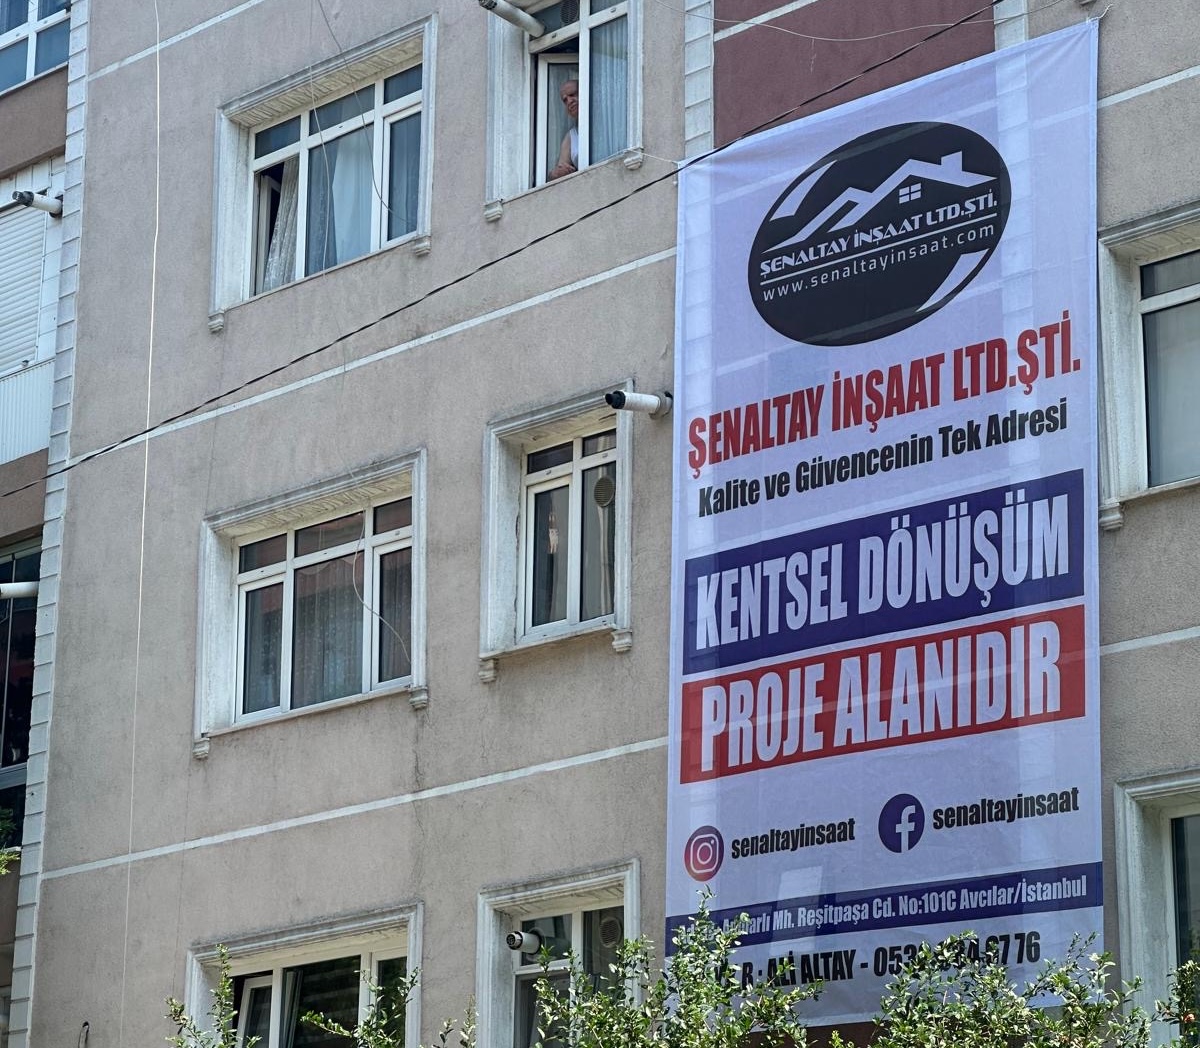 ŞENALTAY İNŞAAT LTD.ŞTİ.
www.senaltayinsaat.com
ŞENALTAY İNŞAAT LTD.ŞTİ.
Kalite ve Güvencenin Tek Adresi
KENTSEL DÖNÜŞÜM
PROJE ALANIDIR
senaltayinsaat senaltayinsaat
Mh. Reşitpaşa Cd. No:101C Avcılar/İstanbul
ALİ ALTAY -